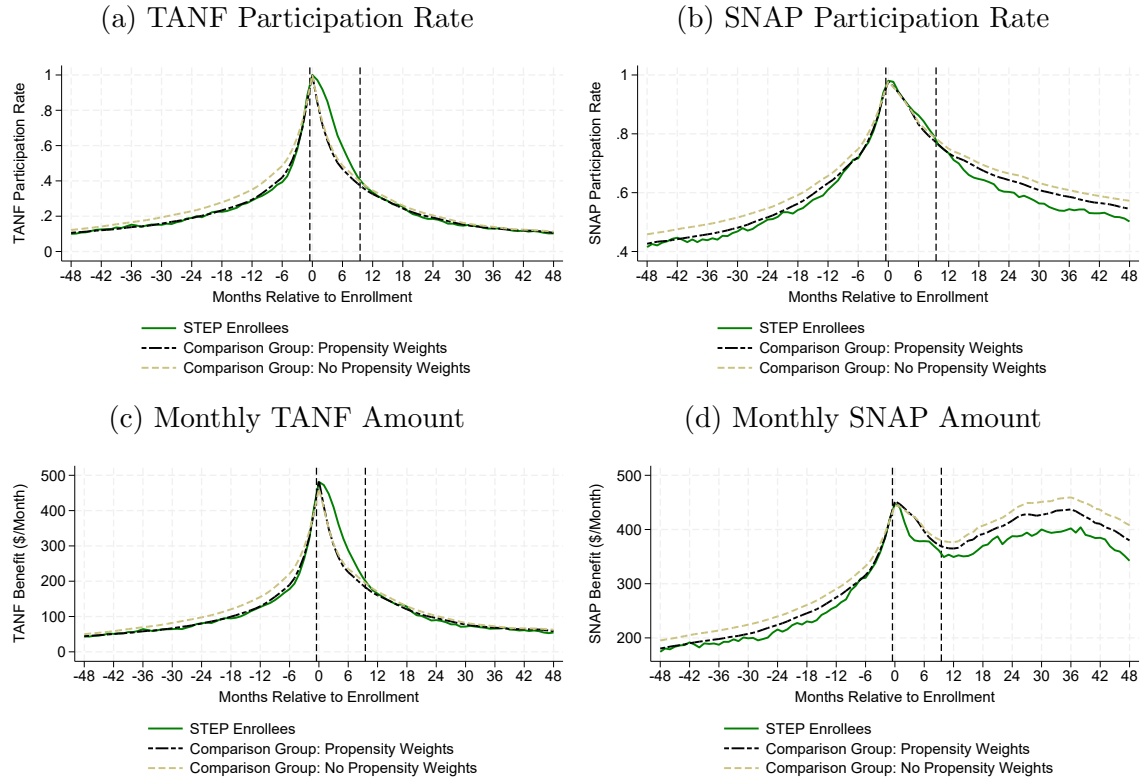 (a) TANF Participation Rate
TANF Participation Rate
1
.8
.6
.4
.2
0
-48 -42 -36 -30 -24 -18 -12 -6 0 6 12 18 24 30 36 42 48
Months Relative to Enrollment
STEP Enrollees
Comparison Group: Propensity Weights
Comparison Group: No Propensity Weights
(b) SNAP Participation Rate
SNAP Participation Rate
1
.8
.6
.4
-48 -42 -36 -30 -24 -18 -12 -6 0 6 12 18 24 30 36 42 48
Months Relative to Enrollment
STEP Enrollees
Comparison Group: Propensity Weights
Comparison Group: No Propensity Weights
(c) Monthly TANF Amount
TANF Benefit ($/Month)
500
400
300
200
100
0
-48 -42 -36 -30 -24 -18 -12 -6 0 6 12 18 24 30 36 42 48
Months Relative to Enrollment
STEP Enrollees
Comparison Group: Propensity Weights
Comparison Group: No Propensity Weights
(d) Monthly SNAP Amount
SNAP Benefit ($/Month)
500
400
300
200
-48 -42 -36 -30 -24 -18 -12 -6 0 6 12 18 24 30 36 42 48
Months Relative to Enrollment
STEP Enrollees
Comparison Group: Propensity Weights
Comparison Group: No Propensity Weights